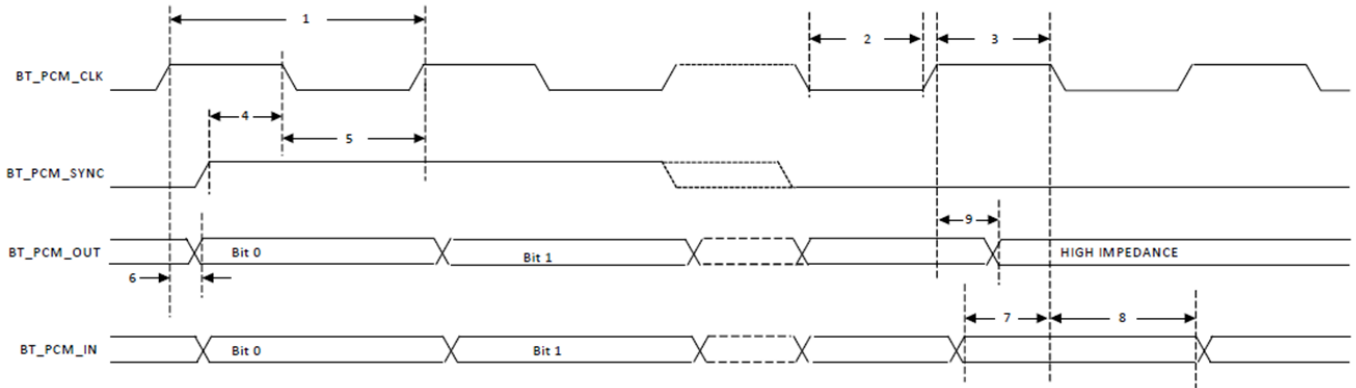 1
2
3
BT_PCM_CLK
4
5
BT_PCM_SYNC
9
BT_PCM_OUT
Bit 0
Bit 1
HIGH IMPEDANCE
6
7
8
BT_PCM_IN
Bit 0
Bit 1